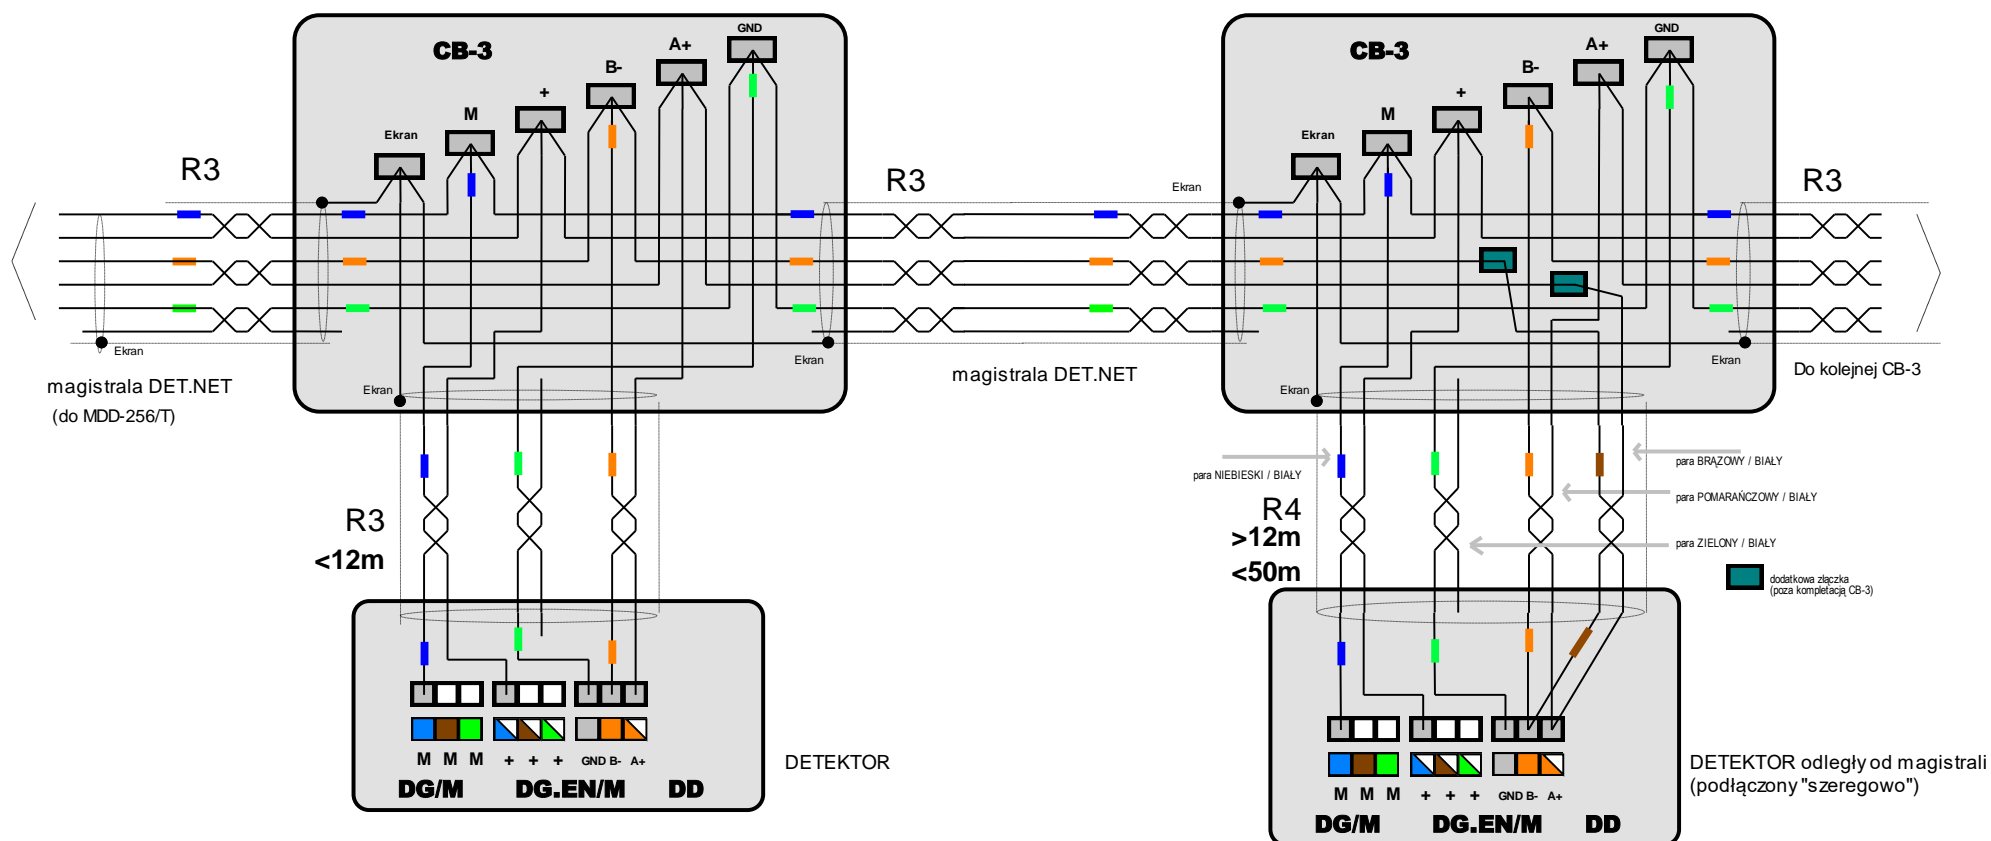 CB-3
GND
A+
B-
+
M
Ekran
R3
magistrala DET.NET
(do MDD-256/T)
Ekran
Ekran
Ekran
R3
Ekran
magistrala DET.NET
CB-3
GND
A+
B-
+
M
Ekran
R3
Ekran
Ekran
Do kolejnej CB-3
R3
<12m
para NIEBIESKI / BIAŁY
R4
>12m
<50m
para BRĄZOWY / BIAŁY
para POMARAŃCZOWY / BIAŁY
para ZIELONY / BIAŁY
dodatkowa złączka
(poza kompletacją CB-3)
M M M + + + GND B- A+
DG/M DG.EN/M DD
DETEKTOR
M M M + + + GND B- A+
DG/M DG.EN/M DD
DETEKTOR odległy od magistrali
(podłączony "szeregowo")